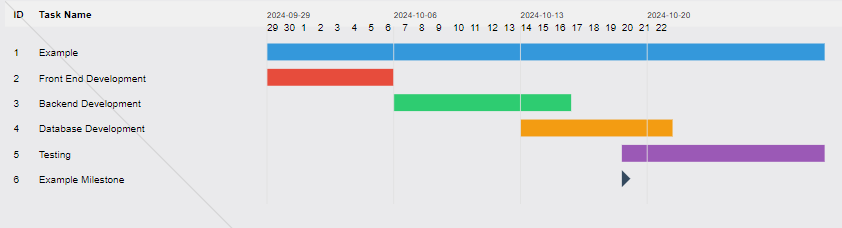 ID Task Name 2024-09-29 2024-10-06 2024-10-13 2024-10-20
29 30 1 2 3 4 5 6 7 8 9 10 11 12 13 14 15 16 17 18 19 20 21 22
1 Example
2 Front End Development
3 Backend Development
4 Database Development
5 Testing
6 Example Milestone